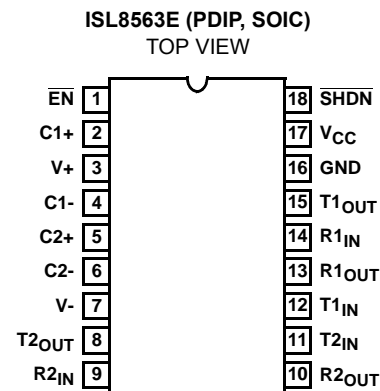 ISL8563E (PDIP, SOIC)
TOP VIEW
EN 1 18 SHDN
C1+ 2 17 VCC
V+ 3 16 GND
C1- 4 15 T1OUT
C2+ 5 14 R1IN
C2- 6 13 R1OUT
V- 7 12 T1IN
T2OUT 8 11 T2IN
R2IN 9 10 R2OUT